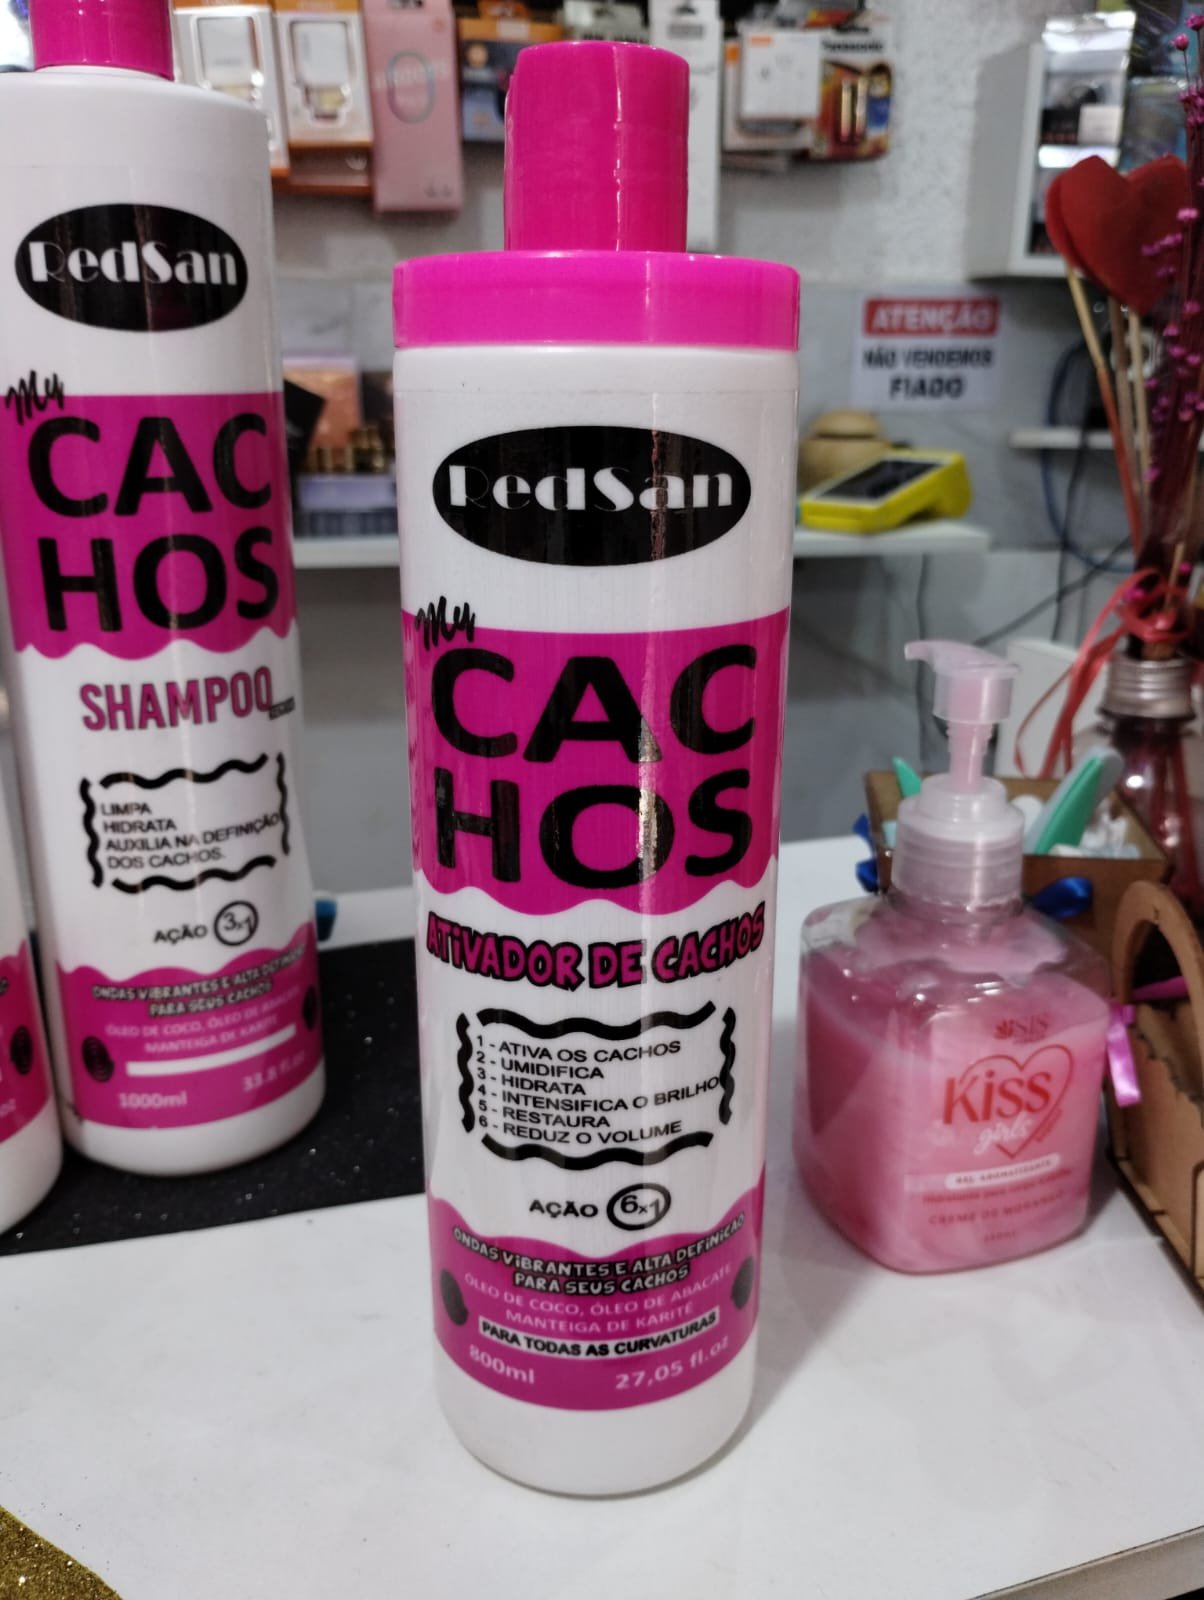 RedSan
My
CAC
HOS
SHAMPOO
LIMPA
HIDRATA
AUXILIA NA DEFINIÇÃO
DOS CACHOS.
AÇÃO 3x1
ONDAS VIBRANTES E ALTA DEFINIÇÃO
PARA SEUS CACHOS
ÓLEO DE COCO, ÓLEO DE ABACATE
MANTEIGA DE KARITÉ
1000ml 33.8 fl.oz
RedSan
My
CAC
HOS
ATIVADOR DE CACHOS
1 - ATIVA OS CACHOS
2 - UMIDIFICA
3 - HIDRATA
4 - INTENSIFICA O BRILHO
5 - RESTAURA
6 - REDUZ O VOLUME
AÇÃO 6x1
ONDAS VIBRANTES E ALTA DEFINIÇÃO
PARA SEUS CACHOS
ÓLEO DE COCO, ÓLEO DE ABACATE
MANTEIGA DE KARITÉ
PARA TODAS AS CURVATURAS
800ml 27,05 fl.oz
ATENÇÃO
NÃO VENDEMOS
FIADO
Kiss
girls
GEL AROMATIZANTE
CREME DE MORANGO